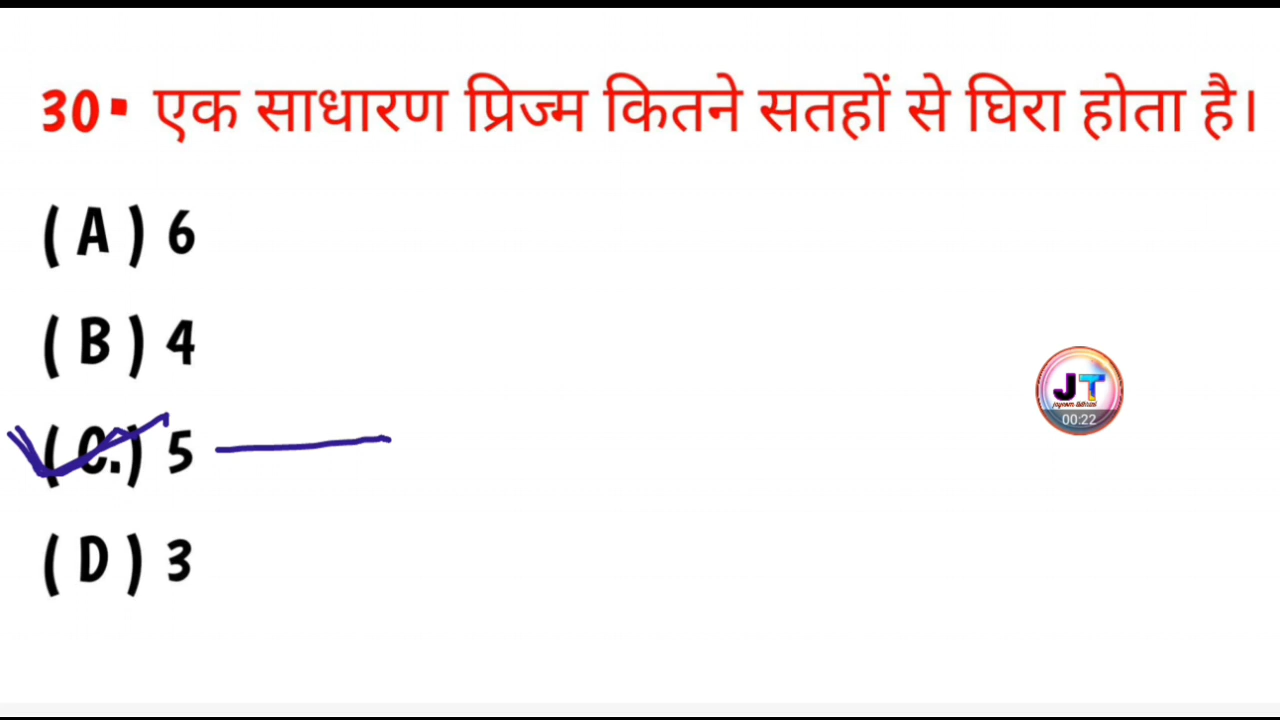 30▪ एक साधारण प्रिज्म कितने सतहों से घिरा होता है।
( A ) 6
( B ) 4
( C.) 5
( D ) 3
JT
00:22